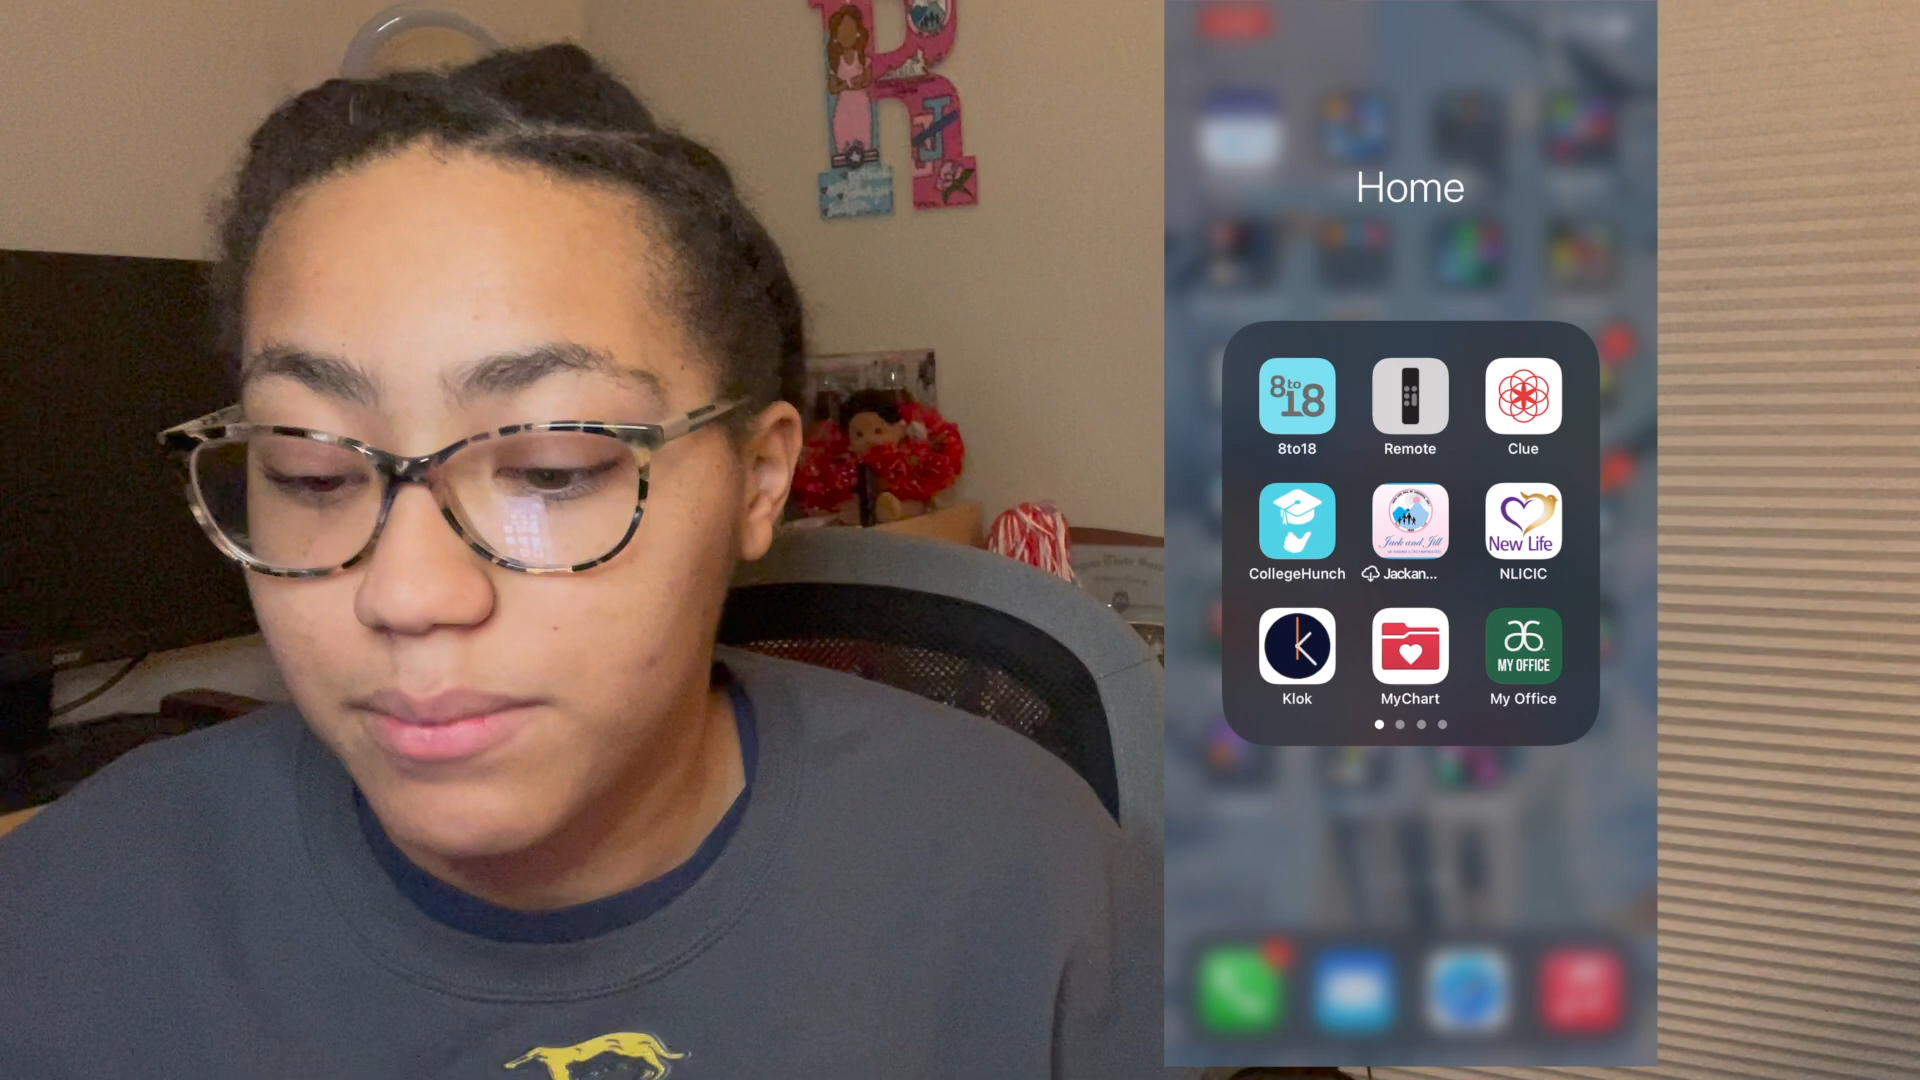 Home
8to18
8to18
Remote
Clue
CollegeHunch
Jack and Jill
Jackan...
New Life
NLICIC
Klok
MyChart
MY OFFICE
My Office